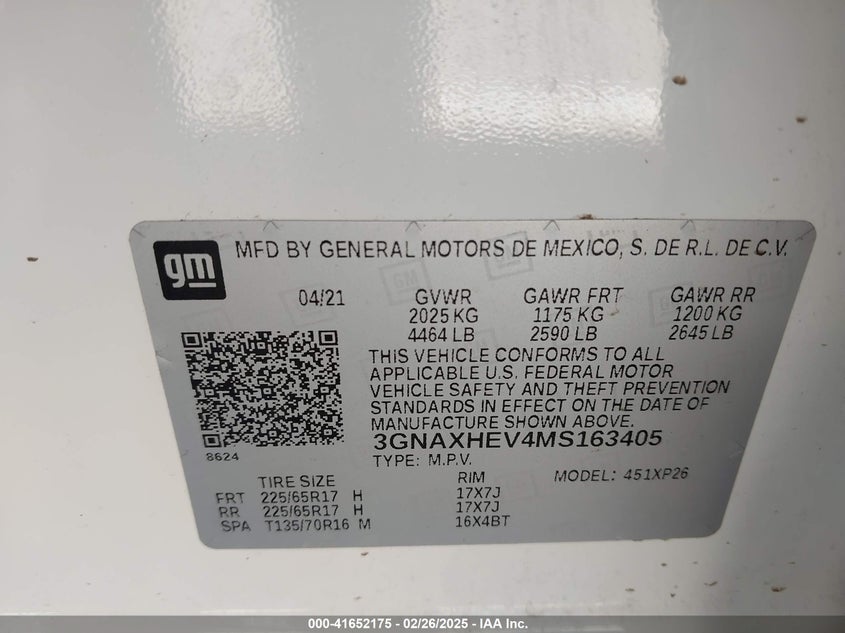 gm
MFD BY GENERAL MOTORS DE MEXICO, S. DE R.L. DE C.V.
04/21 GVWR GAWR FRT GAWR RR
2025 KG 1175 KG 1200 KG
4464 LB 2590 LB 2645 LB
THIS VEHICLE CONFORMS TO ALL
APPLICABLE U.S. FEDERAL MOTOR
VEHICLE SAFETY AND THEFT PREVENTION
STANDARDS IN EFFECT ON THE DATE OF
MANUFACTURE SHOWN ABOVE.
3GNAXHEV4MS163405
8624
TYPE: M.P.V.
TIRE SIZE RIM MODEL: 451XP26
FRT 225/65R17 H 17X7J
RR 225/65R17 H 17X7J
SPA T135/70R16 M 16X4BT
000-41652175 — 02/26/2025 — IAA Inc.